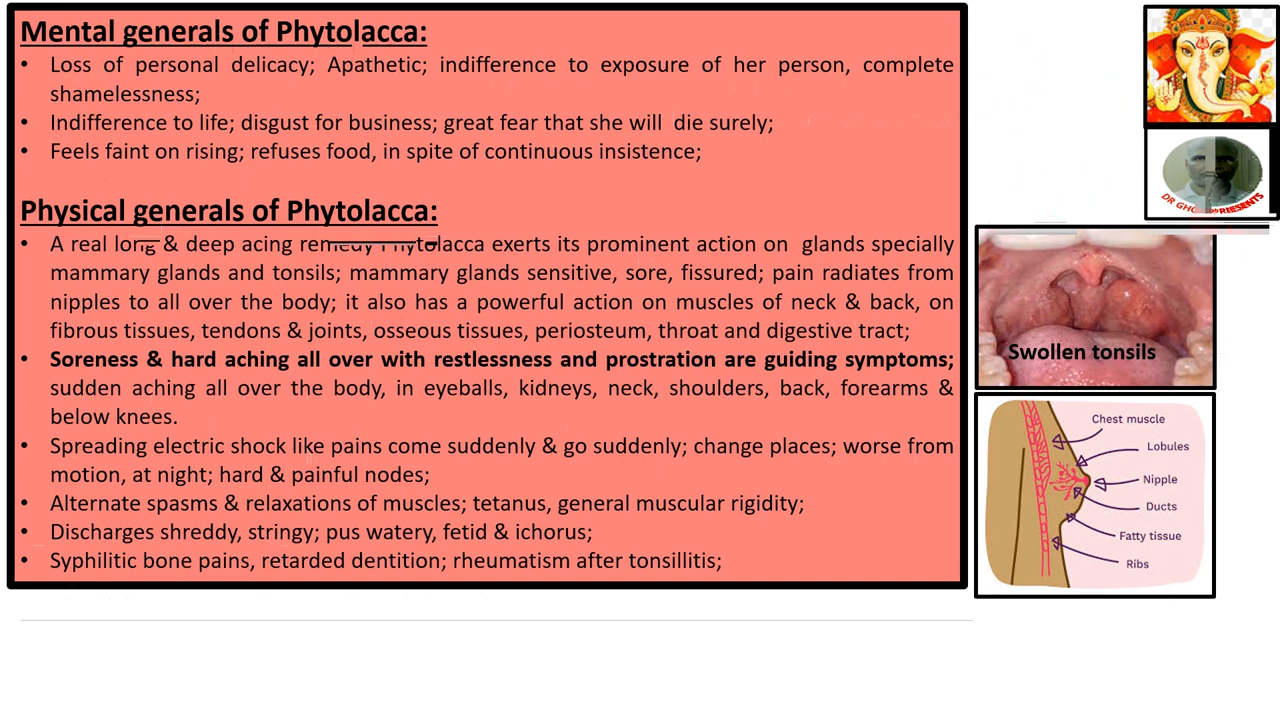 Mental generals of Phytolacca:
• Loss of personal delicacy; Apathetic; indifference to exposure of her person, complete
shamelessness;
• Indifference to life; disgust for business; great fear that she will die surely;
• Feels faint on rising; refuses food, in spite of continuous insistence;
Physical generals of Phytolacca:
• A real long & deep acing remedy Phytolacca exerts its prominent action on glands specially
mammary glands and tonsils; mammary glands sensitive, sore, fissured; pain radiates from
nipples to all over the body; it also has a powerful action on muscles of neck & back, on
fibrous tissues, tendons & joints, osseous tissues, periosteum, throat and digestive tract;
• Soreness & hard aching all over with restlessness and prostration are guiding symptoms;
sudden aching all over the body, in eyeballs, kidneys, neck, shoulders, back, forearms &
below knees.
• Spreading electric shock like pains come suddenly & go suddenly; change places; worse from
motion, at night; hard & painful nodes;
• Alternate spasms & relaxations of muscles; tetanus, general muscular rigidity;
• Discharges shreddy, stringy; pus watery, fetid & ichorus;
• Syphilitic bone pains, retarded dentition; rheumatism after tonsillitis;
DR
Swollen tonsils
Chest muscle
Lobules
Nipple
Ducts
Fatty tissue
Ribs